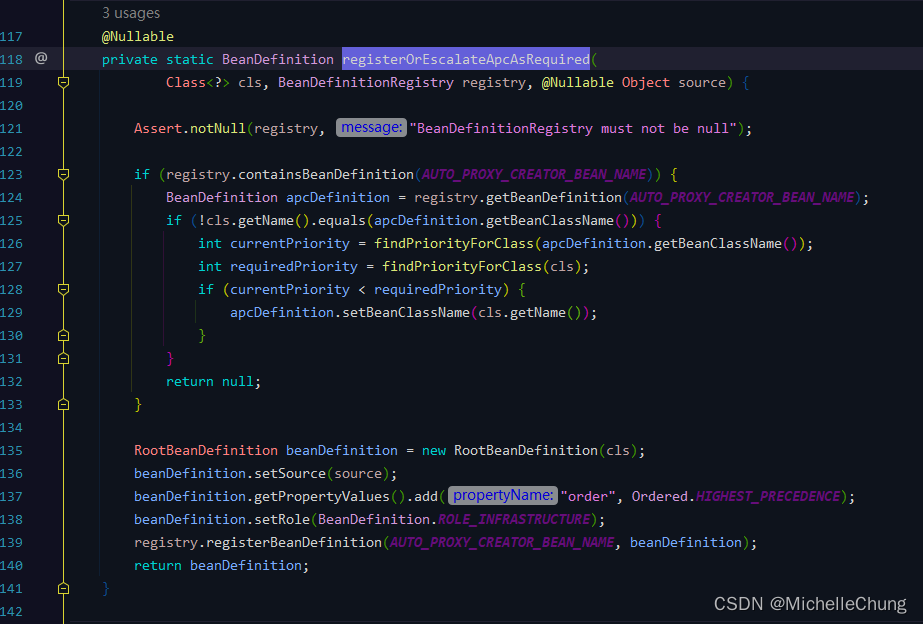 3 usages
117 @Nullable
118 @ private static BeanDefinition registerOrEscalateApcAsRequired(
119 Class<?> cls, BeanDefinitionRegistry registry, @Nullable Object source) {
120
121 Assert.notNull(registry, message: "BeanDefinitionRegistry must not be null");
122
123 if (registry.containsBeanDefinition(AUTO_PROXY_CREATOR_BEAN_NAME)) {
124 BeanDefinition apcDefinition = registry.getBeanDefinition(AUTO_PROXY_CREATOR_BEAN_NAME);
125 if (!cls.getName().equals(apcDefinition.getBeanClassName())) {
126 int currentPriority = findPriorityForClass(apcDefinition.getBeanClassName());
127 int requiredPriority = findPriorityForClass(cls);
128 if (currentPriority < requiredPriority) {
129 apcDefinition.setBeanClassName(cls.getName());
130 }
131 }
132 return null;
133 }
134
135 RootBeanDefinition beanDefinition = new RootBeanDefinition(cls);
136 beanDefinition.setSource(source);
137 beanDefinition.getPropertyValues().add( propertyName: "order", Ordered.HIGHEST_PRECEDENCE);
138 beanDefinition.setRole(BeanDefinition.ROLE_INFRASTRUCTURE);
139 registry.registerBeanDefinition(AUTO_PROXY_CREATOR_BEAN_NAME, beanDefinition);
140 return beanDefinition;
141 }
142
CSDN @MichelleChung